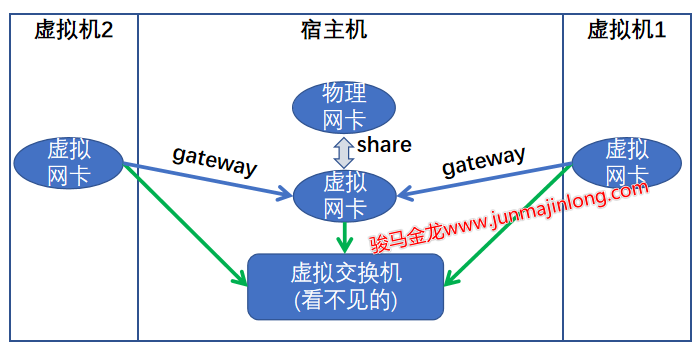 虚拟机2
宿主机
虚拟机1
物理
网卡
share
虚拟
网卡
gateway
虚拟
网卡
gateway
虚拟
网卡
骏马金龙www.junmajinlong.com
虚拟交换机
(看不见的)